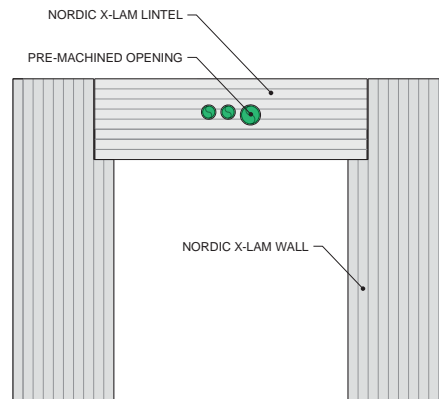 NORDIC X-LAM LINTEL
PRE-MACHINED OPENING
NORDIC X-LAM WALL